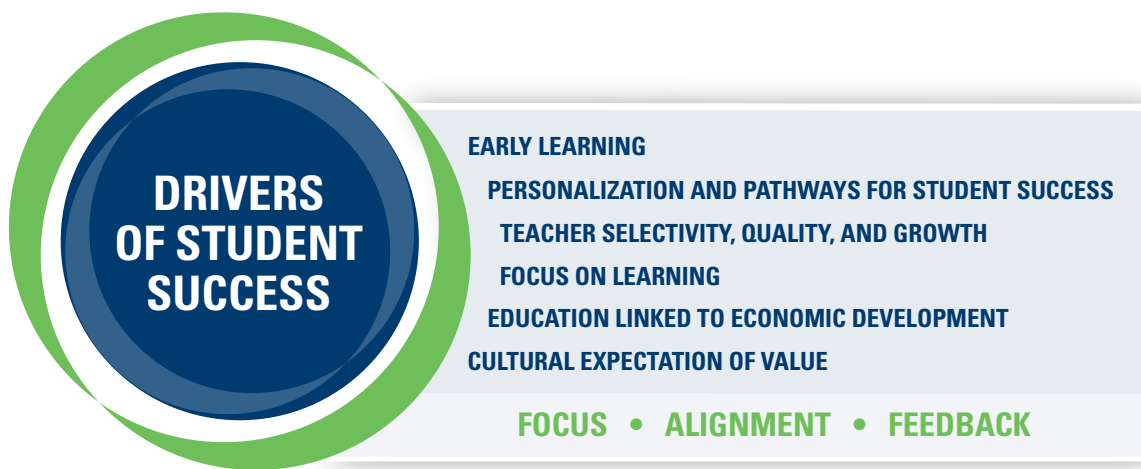 DRIVERS
OF STUDENT
SUCCESS
EARLY LEARNING
PERSONALIZATION AND PATHWAYS FOR STUDENT SUCCESS
TEACHER SELECTIVITY, QUALITY, AND GROWTH
FOCUS ON LEARNING
EDUCATION LINKED TO ECONOMIC DEVELOPMENT
CULTURAL EXPECTATION OF VALUE
FOCUS • ALIGNMENT • FEEDBACK